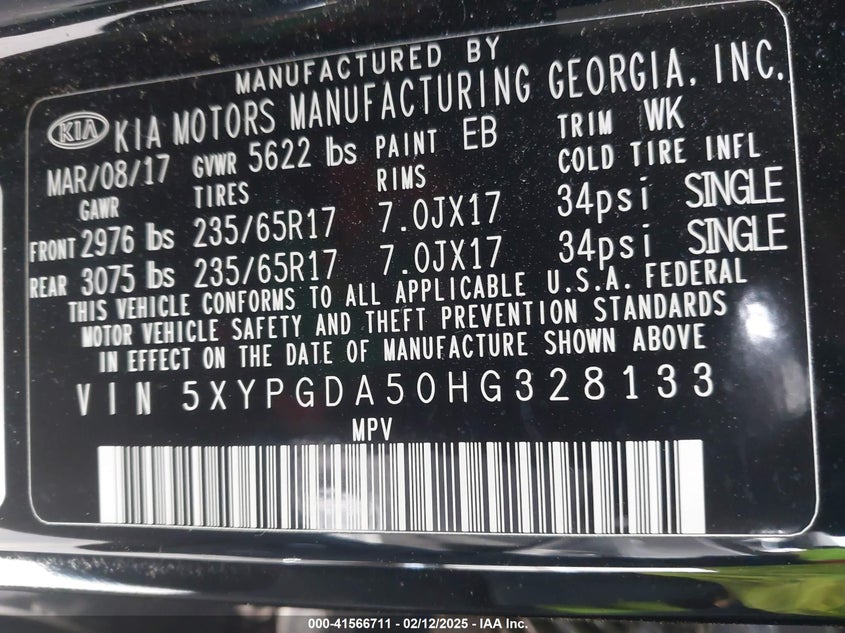 MANUFACTURED BY
KIA KIA MOTORS MANUFACTURING GEORGIA, INC.
MAR/08/17 GVWR 5622 lbs PAINT EB TRIM WK
GAWR TIRES RIMS COLD TIRE INFL
FRONT 2976 lbs 235/65R17 7.0JX17 34psi SINGLE
REAR 3075 lbs 235/65R17 7.0JX17 34psi SINGLE
THIS VEHICLE CONFORMS TO ALL APPLICABLE U.S.A. FEDERAL
MOTOR VEHICLE SAFETY AND THEFT PREVENTION STANDARDS
IN EFFECT ON THE DATE OF MANUFACTURE SHOWN ABOVE
VIN 5XYPGDA50HG328133
MPV
000-41566711 - 02/12/2025 - IAA Inc.